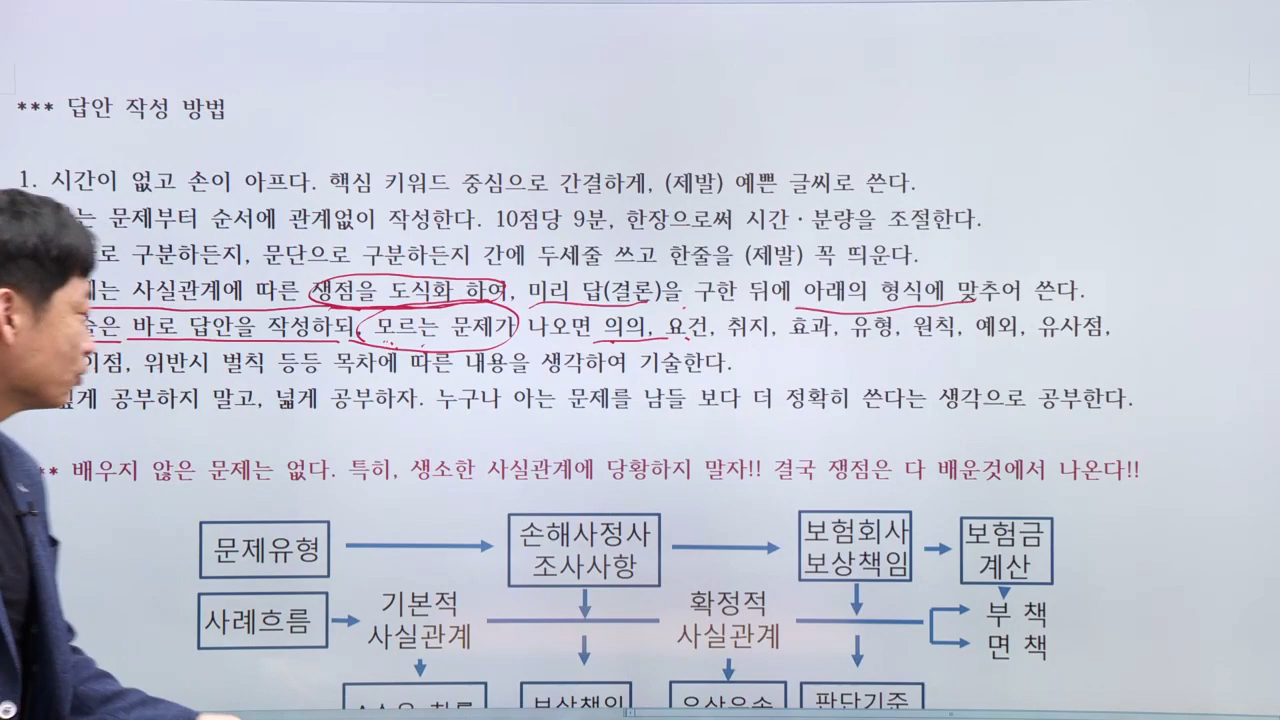 *** 답안 작성 방법
1. 시간이 없고 손이 아프다. 핵심 키워드 중심으로 간결하게, (제발) 예쁜 글씨로 쓴다.
문제부터 순서에 관계없이 작성한다. 10점당 9분, 한장으로써 시간·분량을 조절한다.
구분하든지, 문단으로 구분하든지 간에 두세줄 쓰고 한줄을 (제발) 꼭 띄운다.
사실관계에 따른 쟁점을 도식화 하여, 미리 답(결론)을 구한 뒤에 아래의 형식에 맞추어 쓴다.
바로 답안을 작성하되, 모르는 문제가 나오면 의의, 요건, 취지, 효과, 유형, 원칙, 예외, 유사점,
위반시 벌칙 등등 목차에 따른 내용을 생각하여 기술한다.
공부하지 말고, 넓게 공부하자. 누구나 아는 문제를 남들 보다 더 정확히 쓴다는 생각으로 공부한다.
배우지 않은 문제는 없다. 특히, 생소한 사실관계에 당황하지 말자!! 결국 쟁점은 다 배운것에서 나온다!!
문제유형
손해사정사
조사사항
보험회사
보상책임
보험금
계산
사례흐름
기본적
사실관계
확정적
사실관계
부 책
면 책
보상책임
판단기준